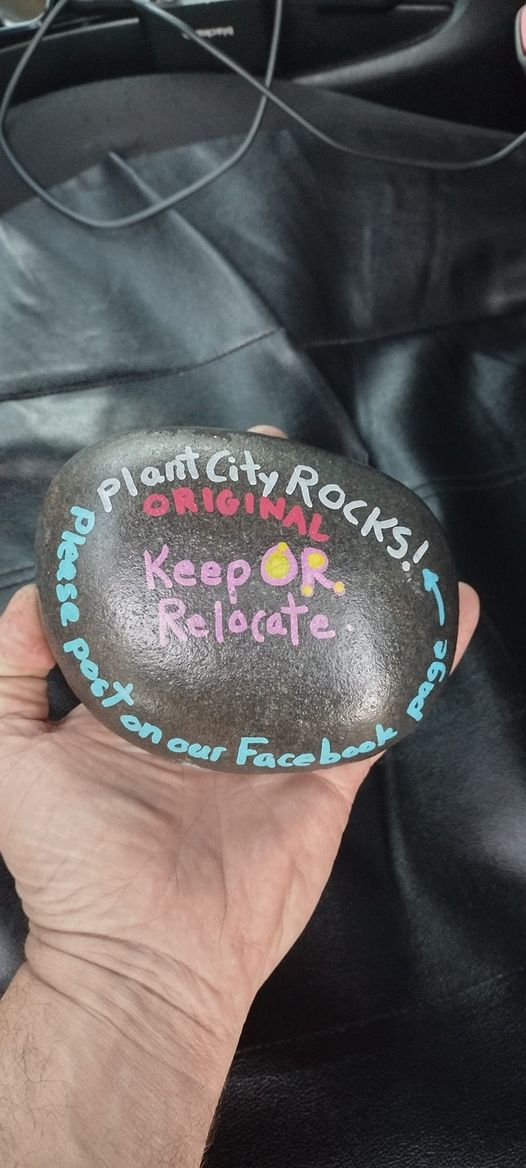 Plant City ROCKS!
ORIGINAL
Keep OR
Relocate.
Please post on our Facebook page